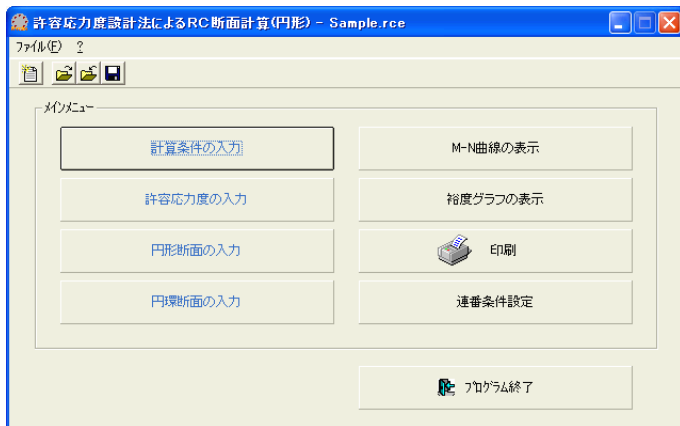 許容応力度設計法によるRC断面計算(円形) - Sample.rce
ファイル(F) ?
メインメニュー
計算条件の入力
M-N曲線の表示
許容応力度の入力
裕度グラフの表示
円形断面の入力
印刷
円環断面の入力
連番条件設定
プログラム終了